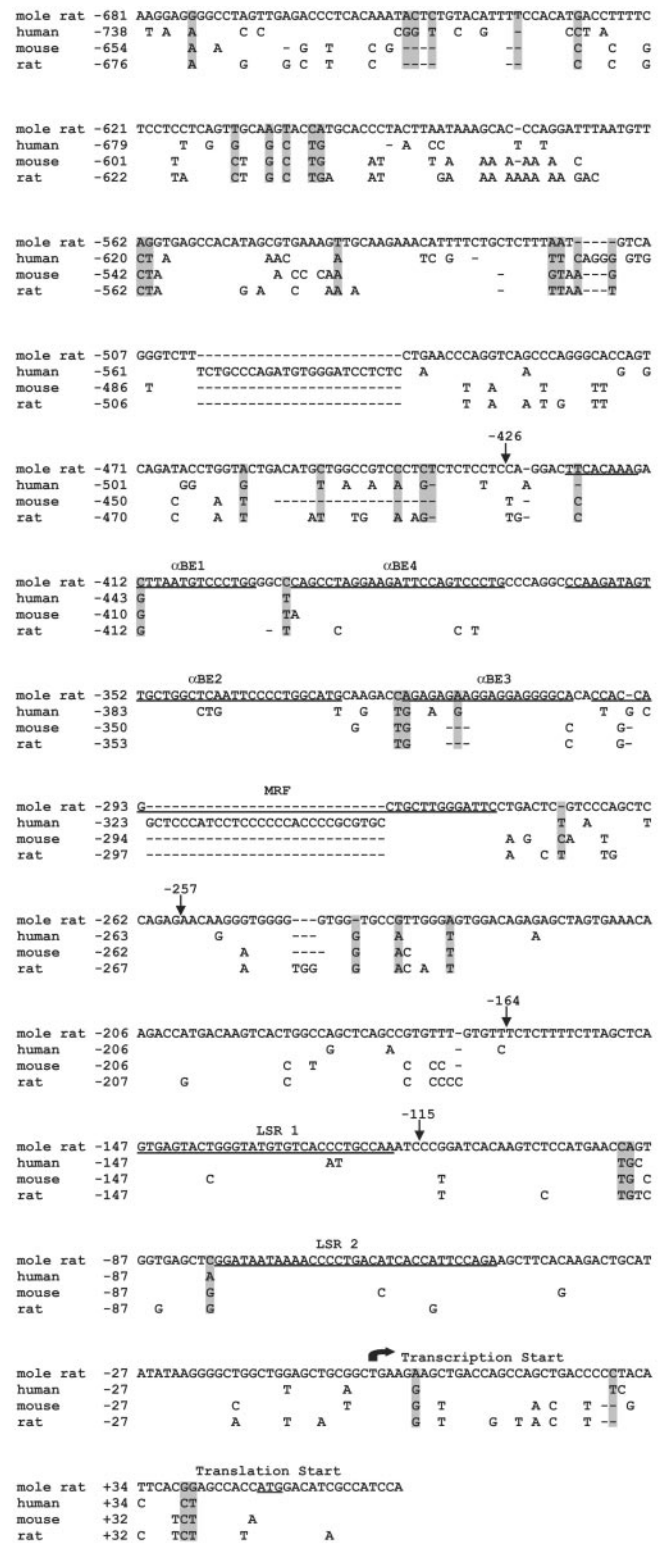 mole rat -681 AAGGAGGGGCCTAGTTGAGACCCTCACAAATACTCTGTACATTTTTCCACATGACCTTTTC
human -738 T A A C C CGG T C G - CCT A
mouse -654 A A A - G T C G ---- -- C C G
rat -676 A G G C T C ---- -- C C G
mole rat -621 TCCTCCTCAGTTGCAAGTACCATGCACCCTACTTAATAAAGCAC-CCAGGATTTAATGTT
human -679 T G G G C TG - A CC T T
mouse -601 T CT G C TG AT T A AA A-AA A C
rat -622 TA CT G C TGA AT GA AA AAAA AA GAC
mole rat -562 AGGTGAGCCACATAGCGTGAAAGTTGCAAGAAACATTTTCTGCTCTTTAAT----GTCA
human -620 CT A AAC A TC G - TT CAGGG GTG
mouse -542 CTA A CCC CAA - GTAA---G
rat -562 CTA G A C AA A - TTAA---T
mole rat -507 GGGTCTT------------------------CTGAACCCAGGTCAGCCCAGGGCACCAGT
human -561 TCTGCCCAGATGTGGGATCCTCTC A A G G
mouse -486 T ------------------------ T A T TT
rat -506 ------------------------ T A A T G TT
-426
mole rat -471 CAGATACCTGGTACTGACATGCTGGCCGTCCCTCTCTCTCCTCCA-GGACTTCACAAAGA
human -501 GG G T A A A G- T A -
mouse -450 C A T --------------- -- T- C
rat -470 C A T AT TG A AG- TG- C
αBE1 αBE4
mole rat -412 CTTAATGTCCCTGGGGCCCAGCCTAGGAAGATTCCAGTCCCTGCCCAGGCCCCAAGATAGT
human -443 G T
mouse -410 G TA
rat -412 G - T C C T
αBE2 αBE3
mole rat -352 TGCTGGCTCAATTCCCCTGGCATGCAAGACCAGAGAGAAGGAGGAGGGGCACACCAC-CA
human -383 CTG T G TG A G T G C
mouse -350 G TG --- C G-
rat -353 TG --- C G-
MRF
mole rat -293 G----------------------------CTGCTTGGGATTCCTGACTC-GTCCCAGCTC
human -323 GCTCCCATCCTCCCCCCACCCCGCGTGC T A T
mouse -294 ---------------------------- A G CA T
rat -297 ---------------------------- A C T TG
-257
mole rat -262 CAGAGAACAAGGGTGGGG---GTGG-TGCCGTTGGGAGTGGACAGAGAGCTAGTGAAACA
human -263 G --- G A T A
mouse -262 A ---- G AC T
rat -267 A TGG G AC A T
-164
mole rat -206 AGACCATGACAAGTCACTGGCCAGCTCAGCCGTGTTT-GTGTTTCTCTTTTCTTAGCTCA
human -206 G A - C
mouse -206 C T C CC -
rat -207 G C C CCCC
LSR 1 -115
mole rat -147 GTGAGTACTGGGTATGTGTCACCCTGCCAAATCCCGGATCACAAGTCTCCATGAACCAGT
human -147 AT TGC
mouse -147 C T TG C
rat -147 T C TGTC
LSR 2
mole rat -87 GGTGAGCTCGGATAATAAAACCCCTGACATCACCATTCCAGAAGCTTCACAAGACTGCAT
human -87 A
mouse -87 G C G
rat -87 G G G
Transcription Start
mole rat -27 ATATAAGGGGCTGGCTGGAGCTGCGGCTGAAGAAGCTGACCAGCCAGCTGACCCCCTACA
human -27 T A G TC
mouse -27 C T G T A C T -- G
rat -27 A T A G T G T AC T --
Translation Start
mole rat +34 TTCACGGAGCCACCATGGACATCGCCATCCA
human +34 C CT
mouse +32 TCT A
rat +32 C TCT T A